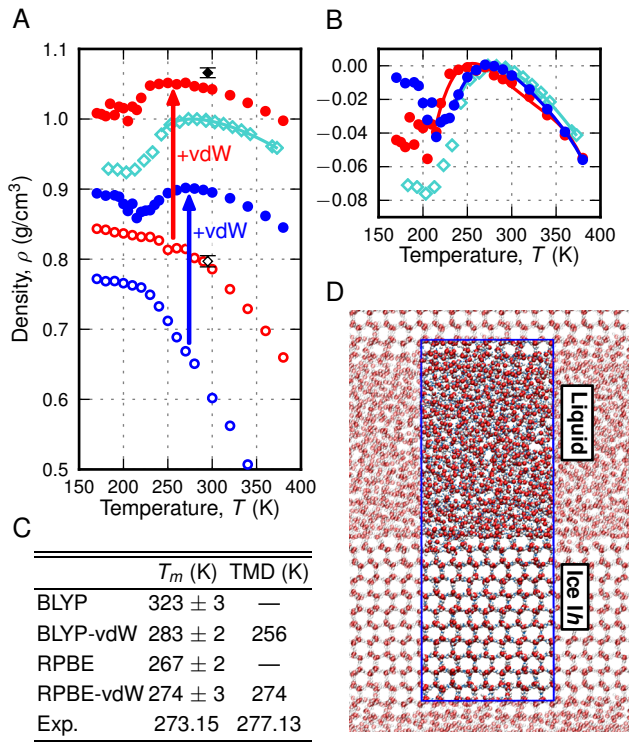 A
1.1
1.0
0.9
0.8
0.7
0.6
0.5
Density, ρ (g/cm³)
+vdW
+vdW
150 200 250 300 350 400
Temperature, T (K)
B
0.00
−0.02
−0.04
−0.06
−0.08
150 200 250 300 350 400
Temperature, T (K)
C
Tₘ (K) TMD (K)
BLYP 323 ± 3 —
BLYP-vdW 283 ± 2 256
RPBE 267 ± 2 —
RPBE-vdW 274 ± 3 274
Exp. 273.15 277.13
D
Liquid
Ice Ih